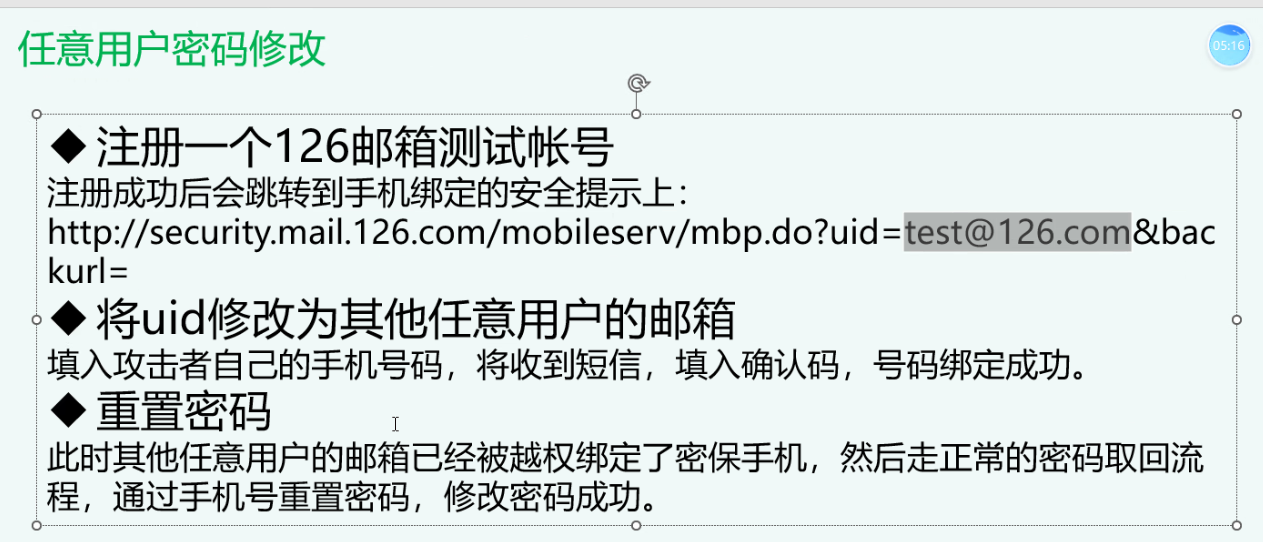 任意用户密码修改
05:16
◆ 注册一个126邮箱测试帐号
注册成功后会跳转到手机绑定的安全提示上：
http://security.mail.126.com/mobileserv/mbp.do?uid=test@126.com&bac
kurl=
◆ 将uid修改为其他任意用户的邮箱
填入攻击者自己的手机号码，将收到短信，填入确认码，号码绑定成功。
◆ 重置密码
此时其他任意用户的邮箱已经被越权绑定了密保手机，然后走正常的密码取回流
程，通过手机号重置密码，修改密码成功。